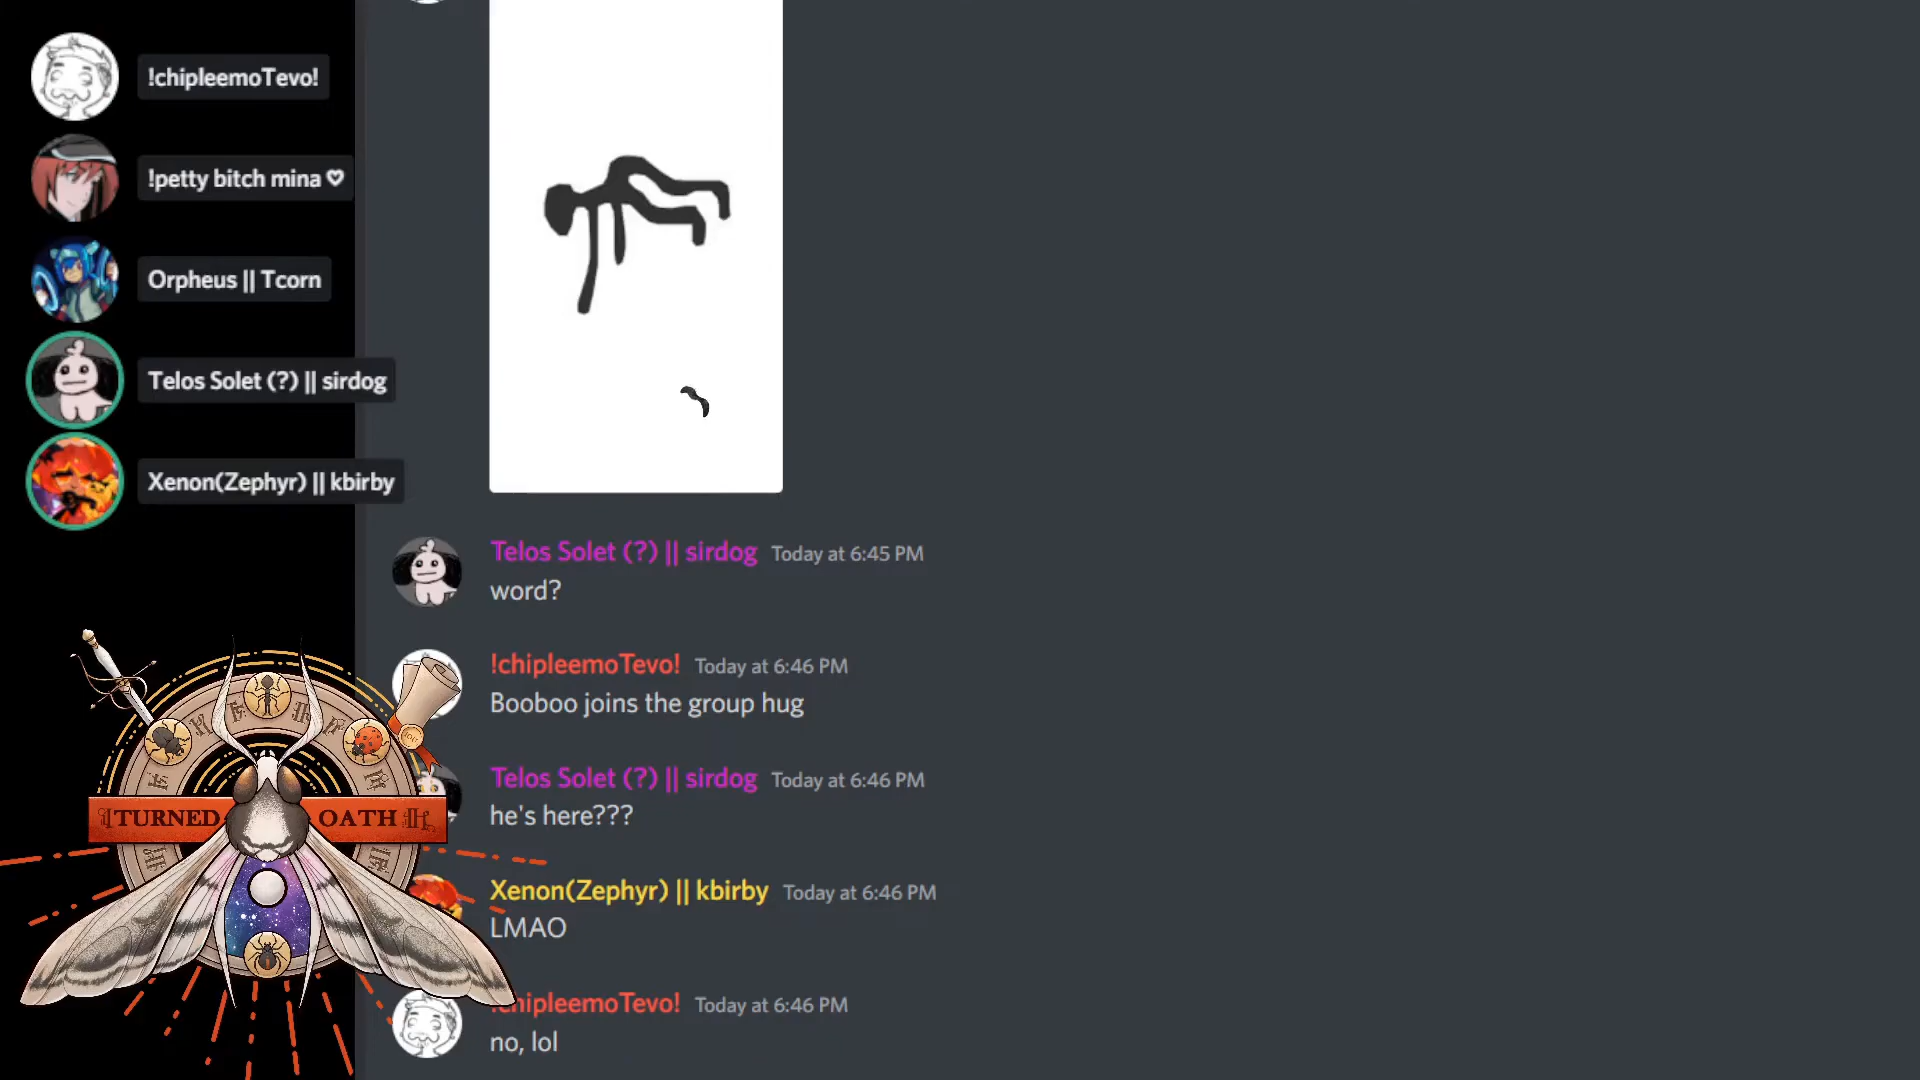 !chipleemoTevo!
!petty bitch mina ♡
Orpheus || Tcorn
Telos Solet (?) || sirdog
Xenon(Zephyr) || kbirby
Telos Solet (?) || sirdog Today at 6:45 PM
word?
!chipleemoTevo! Today at 6:46 PM
Booboo joins the group hug
Telos Solet (?) || sirdog Today at 6:46 PM
he's here???
TURNED OATH
Xenon(Zephyr) || kbirby Today at 6:46 PM
LMAO
!chipleemoTevo! Today at 6:46 PM
no, lol